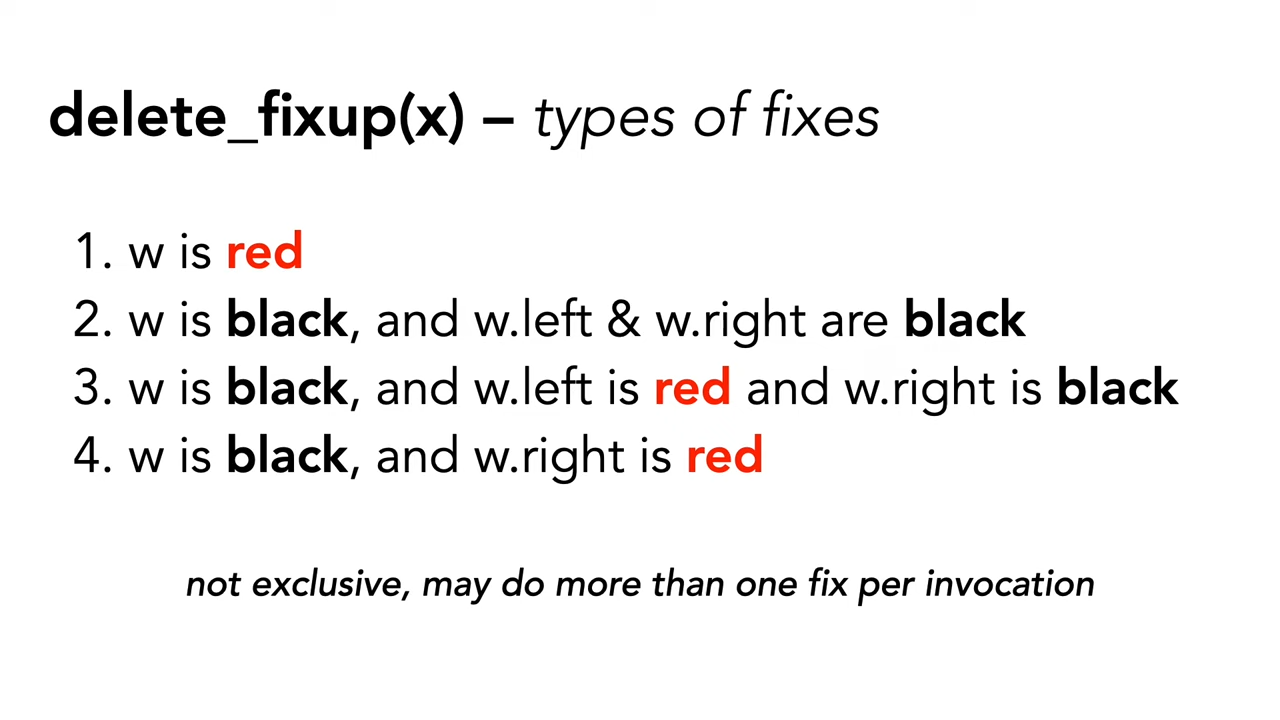 delete_fixup(x) – types of fixes
1. w is red
2. w is black, and w.left & w.right are black
3. w is black, and w.left is red and w.right is black
4. w is black, and w.right is red
not exclusive, may do more than one fix per invocation